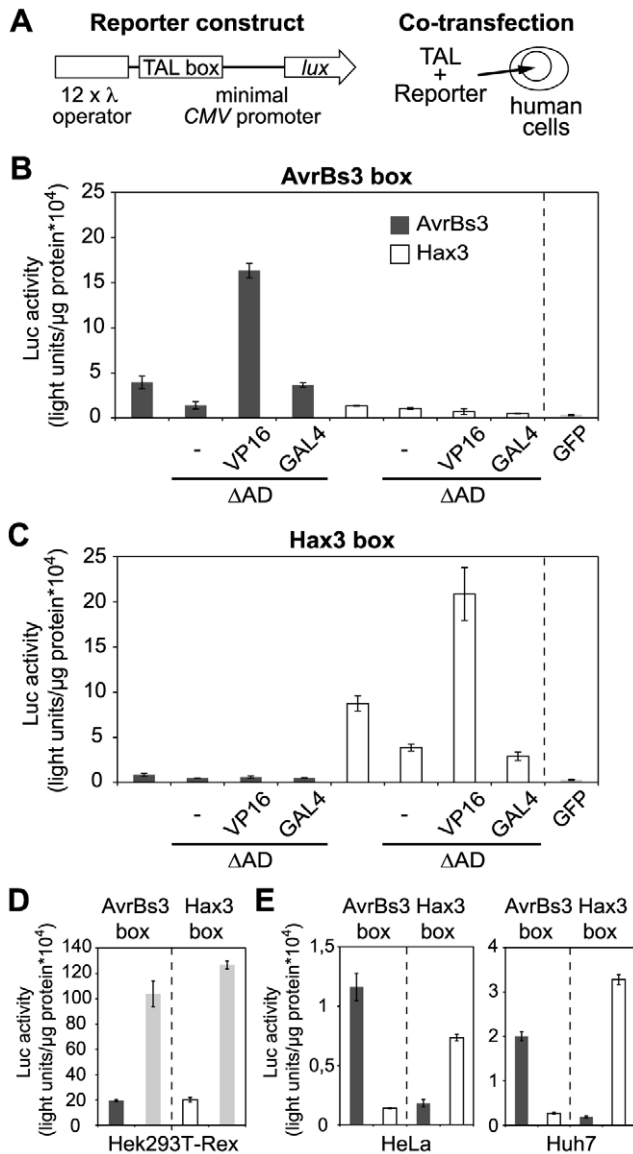 A Reporter construct Co-transfection
TAL box lux
12 x λ
operator
minimal
CMV promoter
TAL
+
Reporter
human
cells
B AvrBs3 box
Luc activity
(light units/µg protein*10⁴)
25
20
15
10
5
0
AvrBs3
Hax3
- VP16 GAL4 - VP16 GAL4 GFP
ΔAD ΔAD
C Hax3 box
Luc activity
(light units/µg protein*10⁴)
25
20
15
10
5
0
- VP16 GAL4 - VP16 GAL4 GFP
ΔAD ΔAD
D AvrBs3 Hax3
box box
Luc activity
(light units/µg protein*10⁴)
140
120
100
80
60
40
20
0
Hek293T-Rex
E AvrBs3 Hax3
box box
Luc activity
(light units/µg protein*10⁴)
1,5
1
0,5
0
HeLa
AvrBs3 Hax3
box box
4
3
2
1
0
Huh7